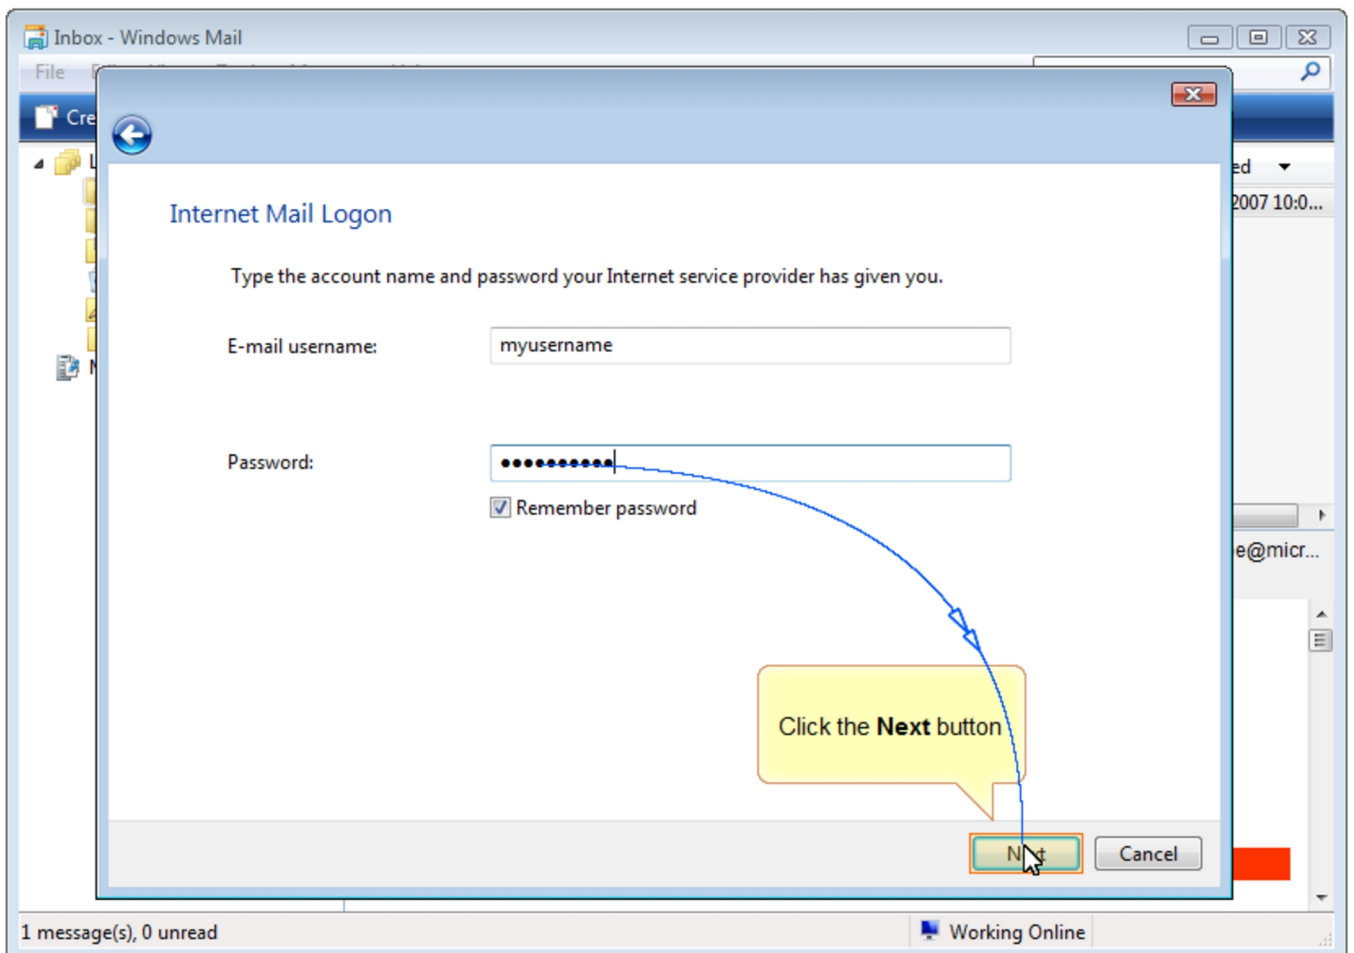 Inbox - Windows Mail
File
Cre
ed
2007 10:0...
Internet Mail Logon
Type the account name and password your Internet service provider has given you.
E-mail username:
myusername
Password:
••••••••••
Remember password
e@micr...
Click the Next button
Next
Cancel
1 message(s), 0 unread
Working Online